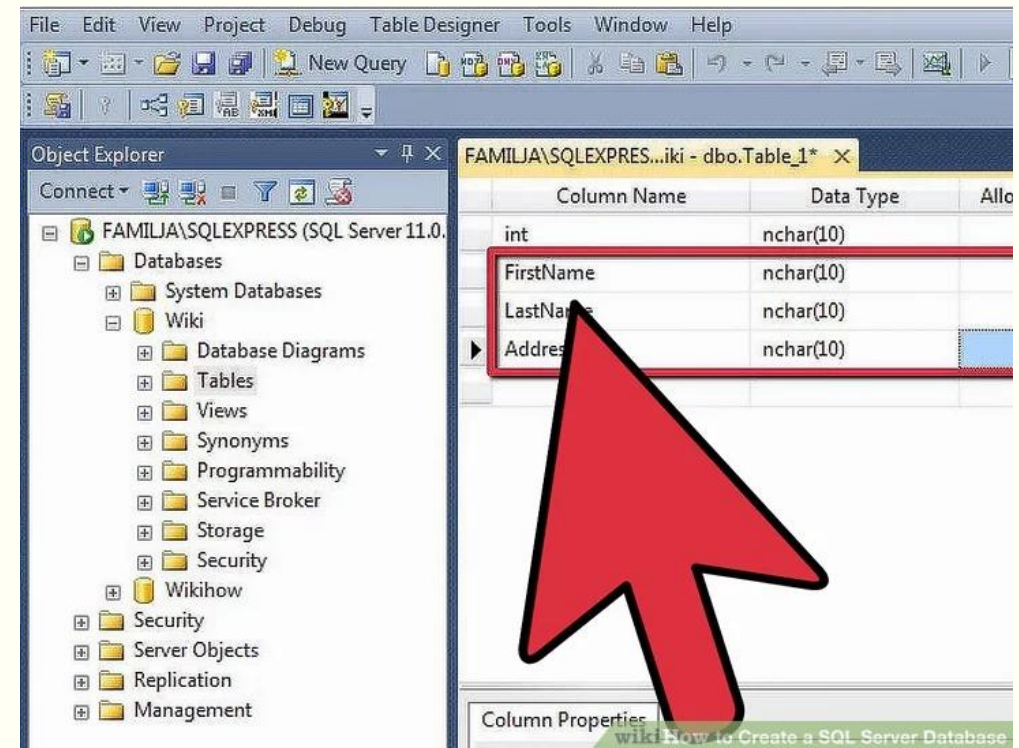 File Edit View Project Debug Table Designer Tools Window Help
New Query
Object Explorer
Connect
FAMILJA\SQLEXPRESS (SQL Server 11.0.
Databases
System Databases
Wiki
Database Diagrams
Tables
Views
Synonyms
Programmability
Service Broker
Storage
Security
Wikihow
Security
Server Objects
Replication
Management
FAMILJA\SQLEXPRES...iki - dbo.Table_1*
Column Name Data Type Allo
int nchar(10)
FirstName nchar(10)
LastName nchar(10)
Addres nchar(10)
Column Properties
wikiHow to Create a SQL Server Database